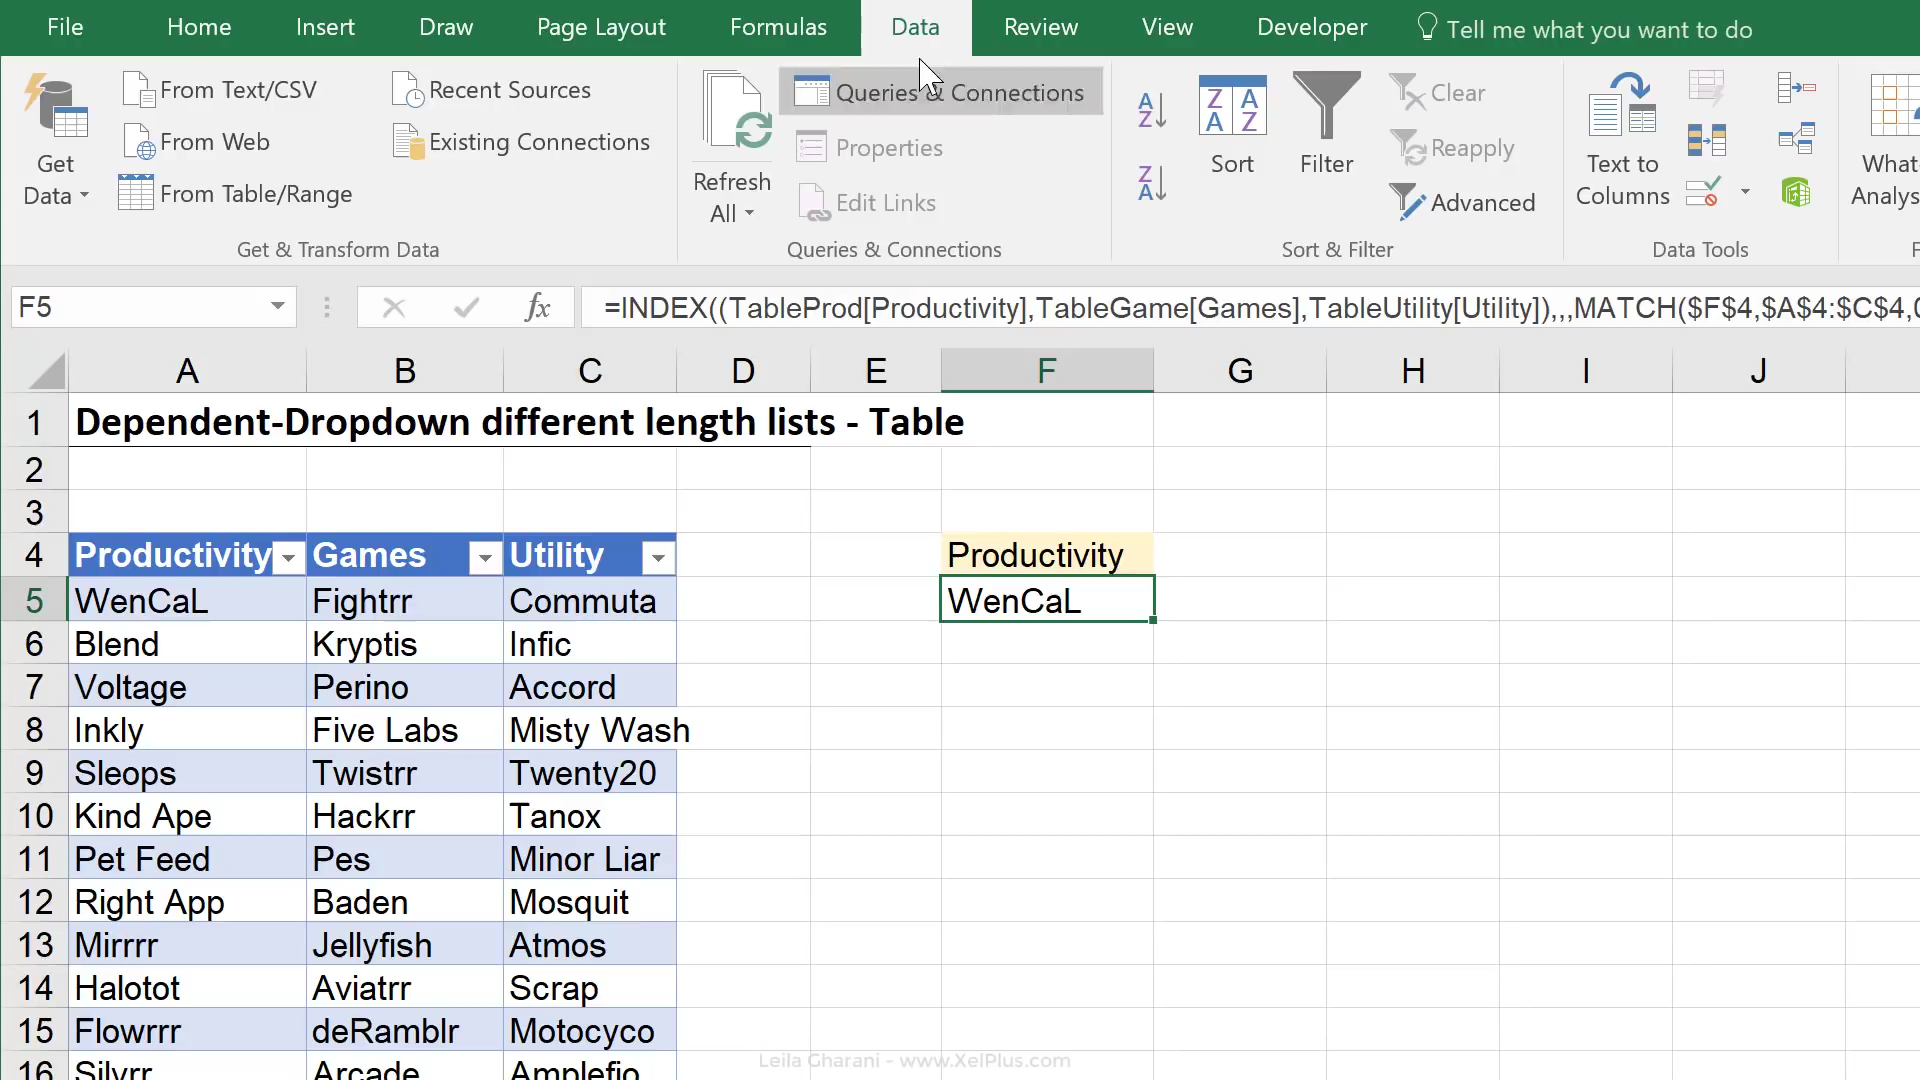 File Home Insert Draw Page Layout Formulas Data Review View Developer Tell me what you want to do
Get Data
From Text/CSV
From Web
From Table/Range
Recent Sources
Existing Connections
Get & Transform Data
Refresh All
Queries & Connections
Properties
Edit Links
Queries & Connections
Sort
Filter
Clear
Reapply
Advanced
Sort & Filter
Text to Columns
Data Tools
What-
Analys
F
F5 fx =INDEX((TableProd[Productivity],TableGame[Games],TableUtility[Utility]),,,MATCH($F$4,$A$4:$C$4,0
A B C D E F G H I J
1 Dependent-Dropdown different length lists - Table
2
3
4 Productivity Games Utility Productivity
5 WenCaL Fightrr Commuta WenCaL
6 Blend Kryptis Infic
7 Voltage Perino Accord
8 Inkly Five Labs Misty Wash
9 Sleops Twistrr Twenty20
10 Kind Ape Hackrr Tanox
11 Pet Feed Pes Minor Liar
12 Right App Baden Mosquit
13 Mirrrr Jellyfish Atmos
14 Halotot Aviatrr Scrap
15 Flowrrr deRamblr Motocyco
16 Silvrr Arcade Amplefio
Leila Gharani - www.XelPlus.com